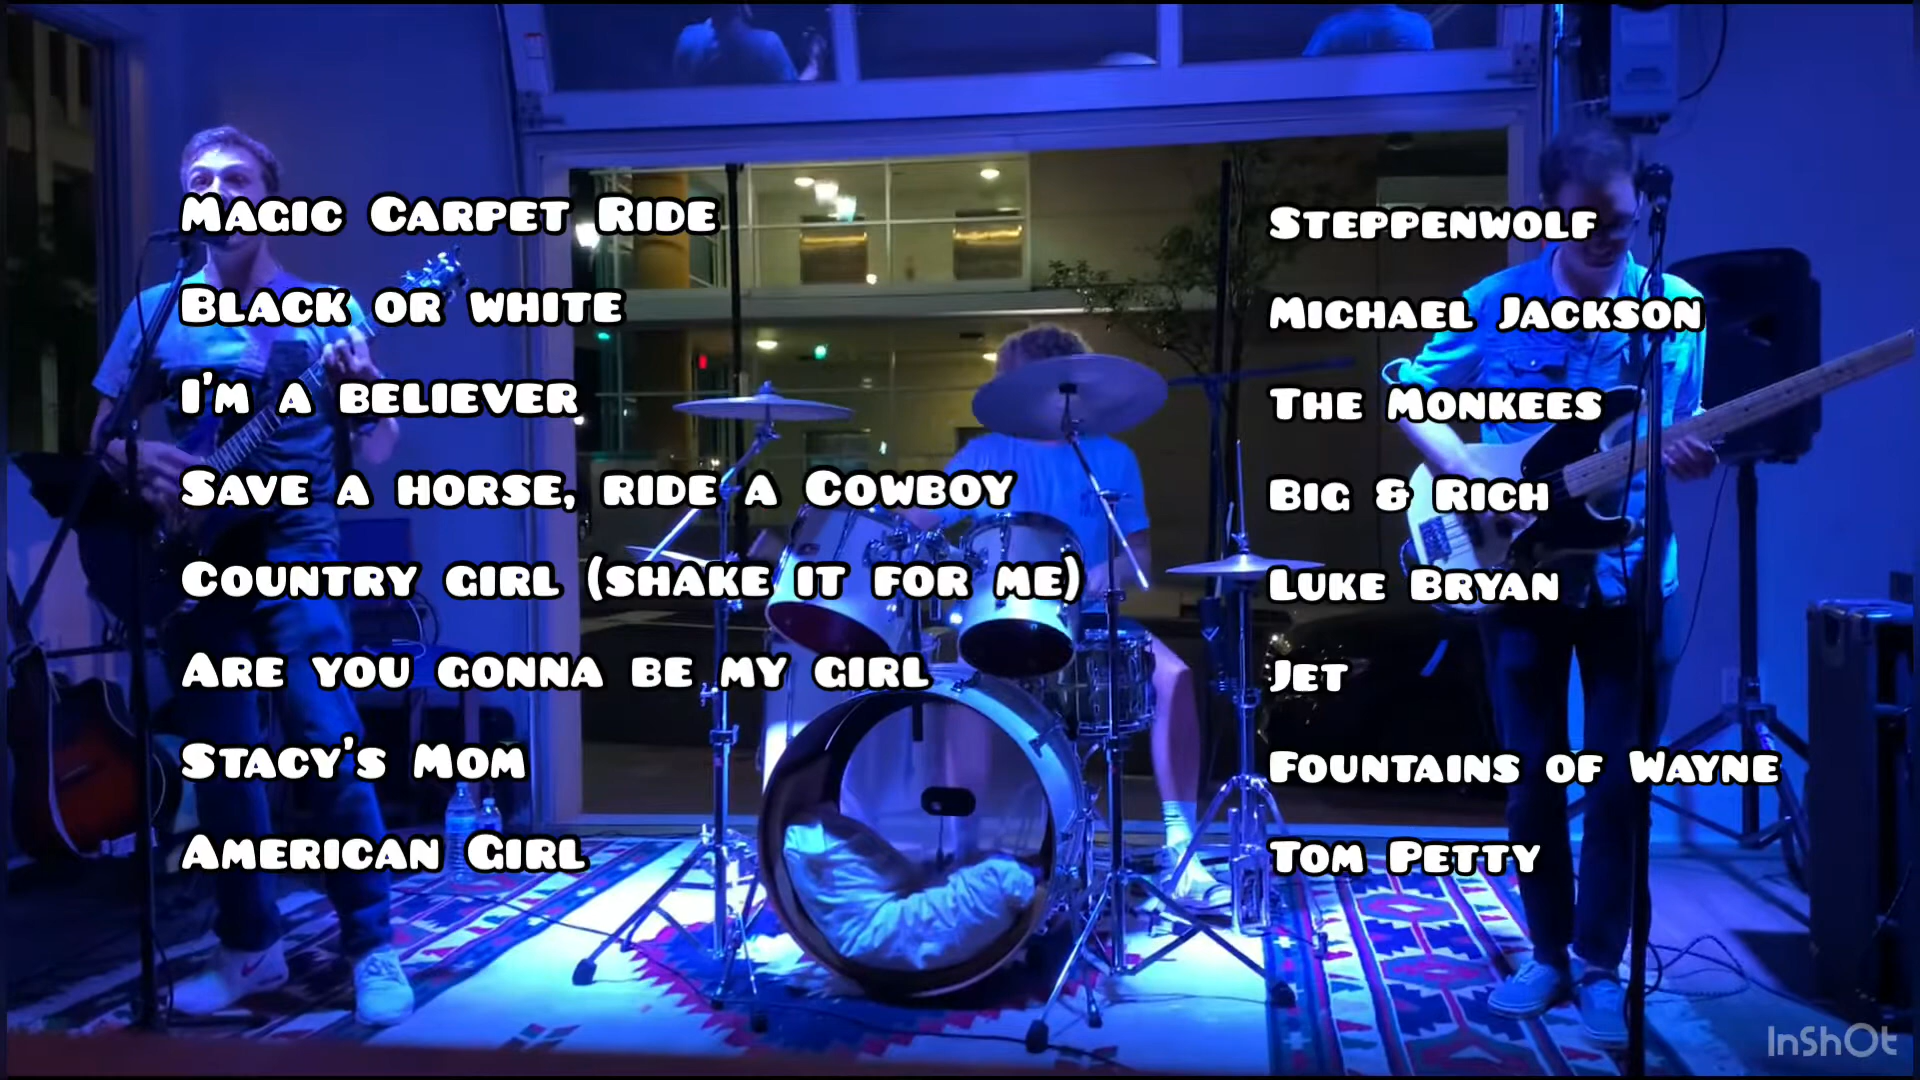 Magic Carpet Ride
Steppenwolf
Black or white
Michael Jackson
I'm a believer
The Monkees
Save a horse, ride a Cowboy
Big & Rich
Country girl (shake it for me)
Luke Bryan
Are you gonna be my girl
Jet
Stacy's Mom
Fountains of Wayne
American Girl
Tom Petty
InShOt